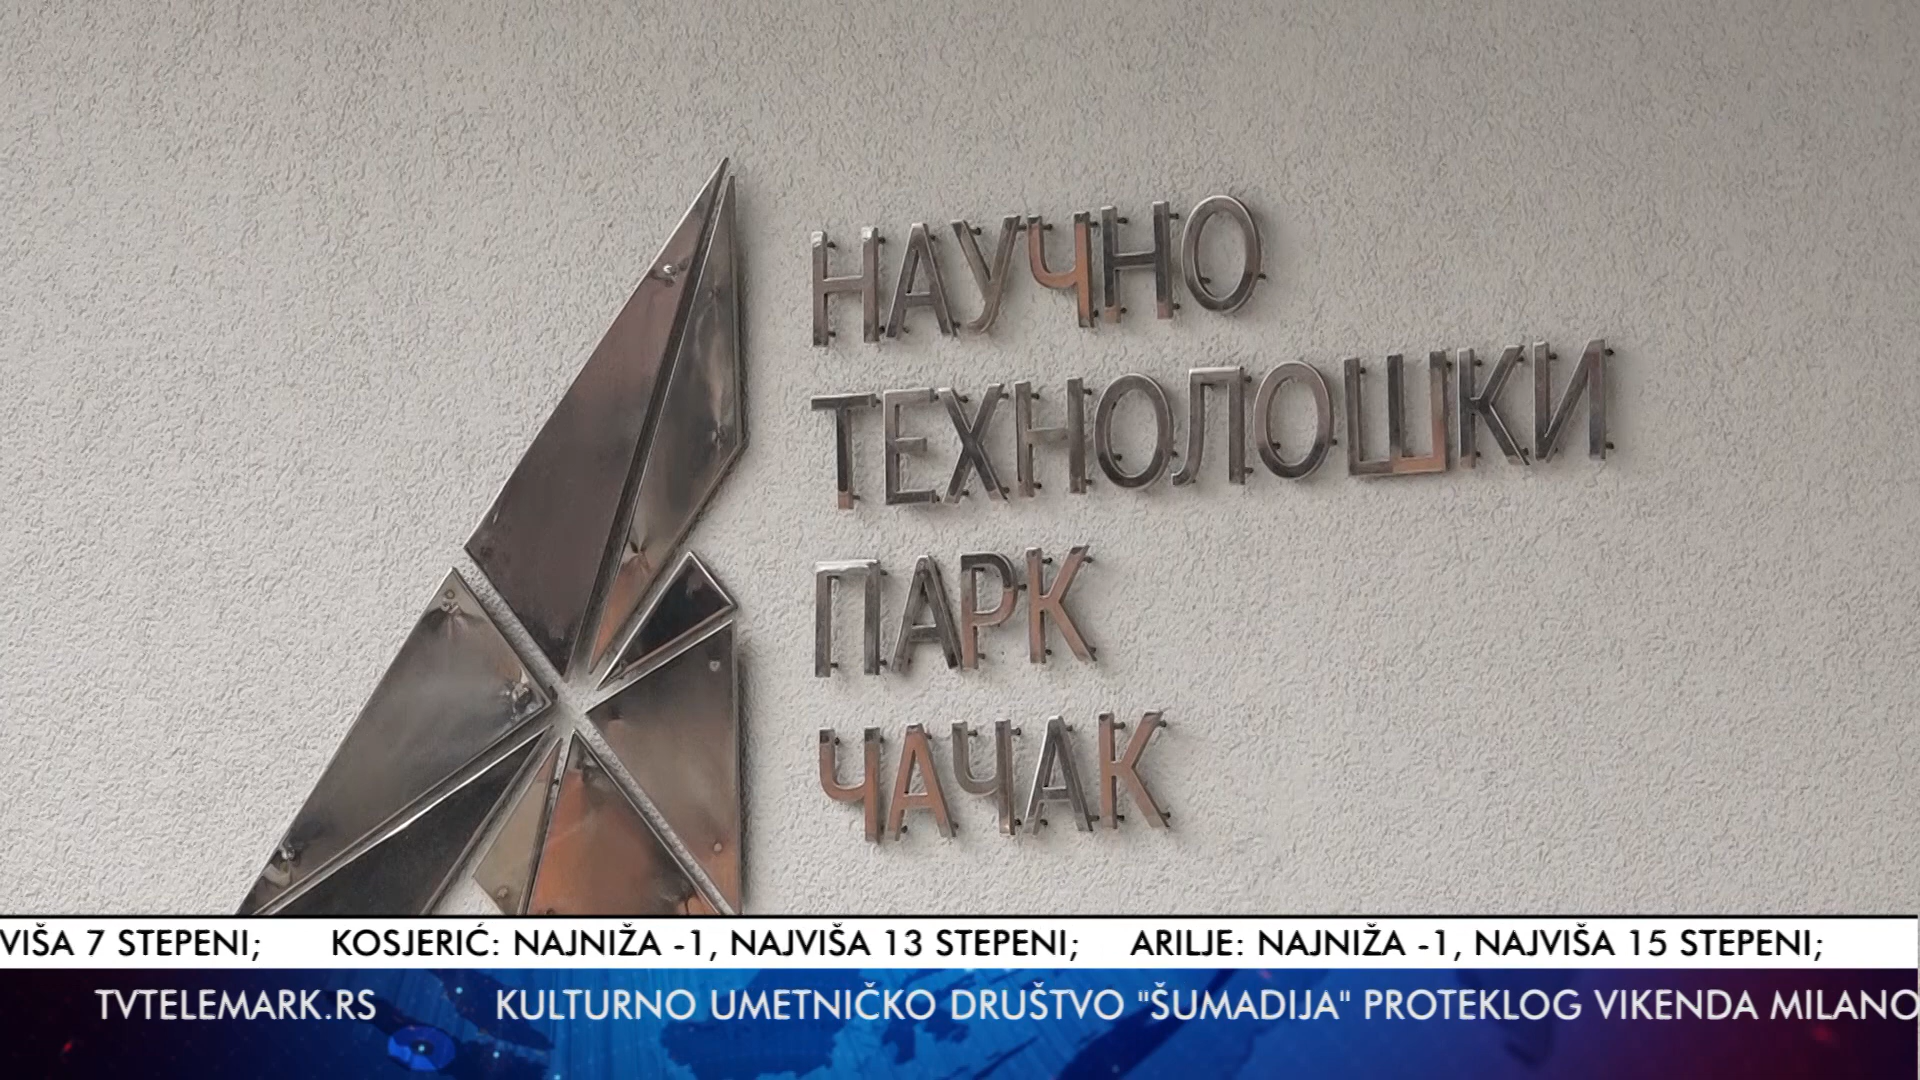 НАУЧНО
ТЕХНОЛОШКИ
ПАРК
ЧАЧАК
VIŠA 7 STEPENI; KOSJERIĆ: NAJNIŽA -1, NAJVIŠA 13 STEPENI; ARILJE: NAJNIŽA -1, NAJVIŠA 15 STEPENI;
TVTELEMARK.RS KULTURNO UMETNIČKO DRUŠTVO "ŠUMADIJA" PROTEKLOG VIKENDA MILANO